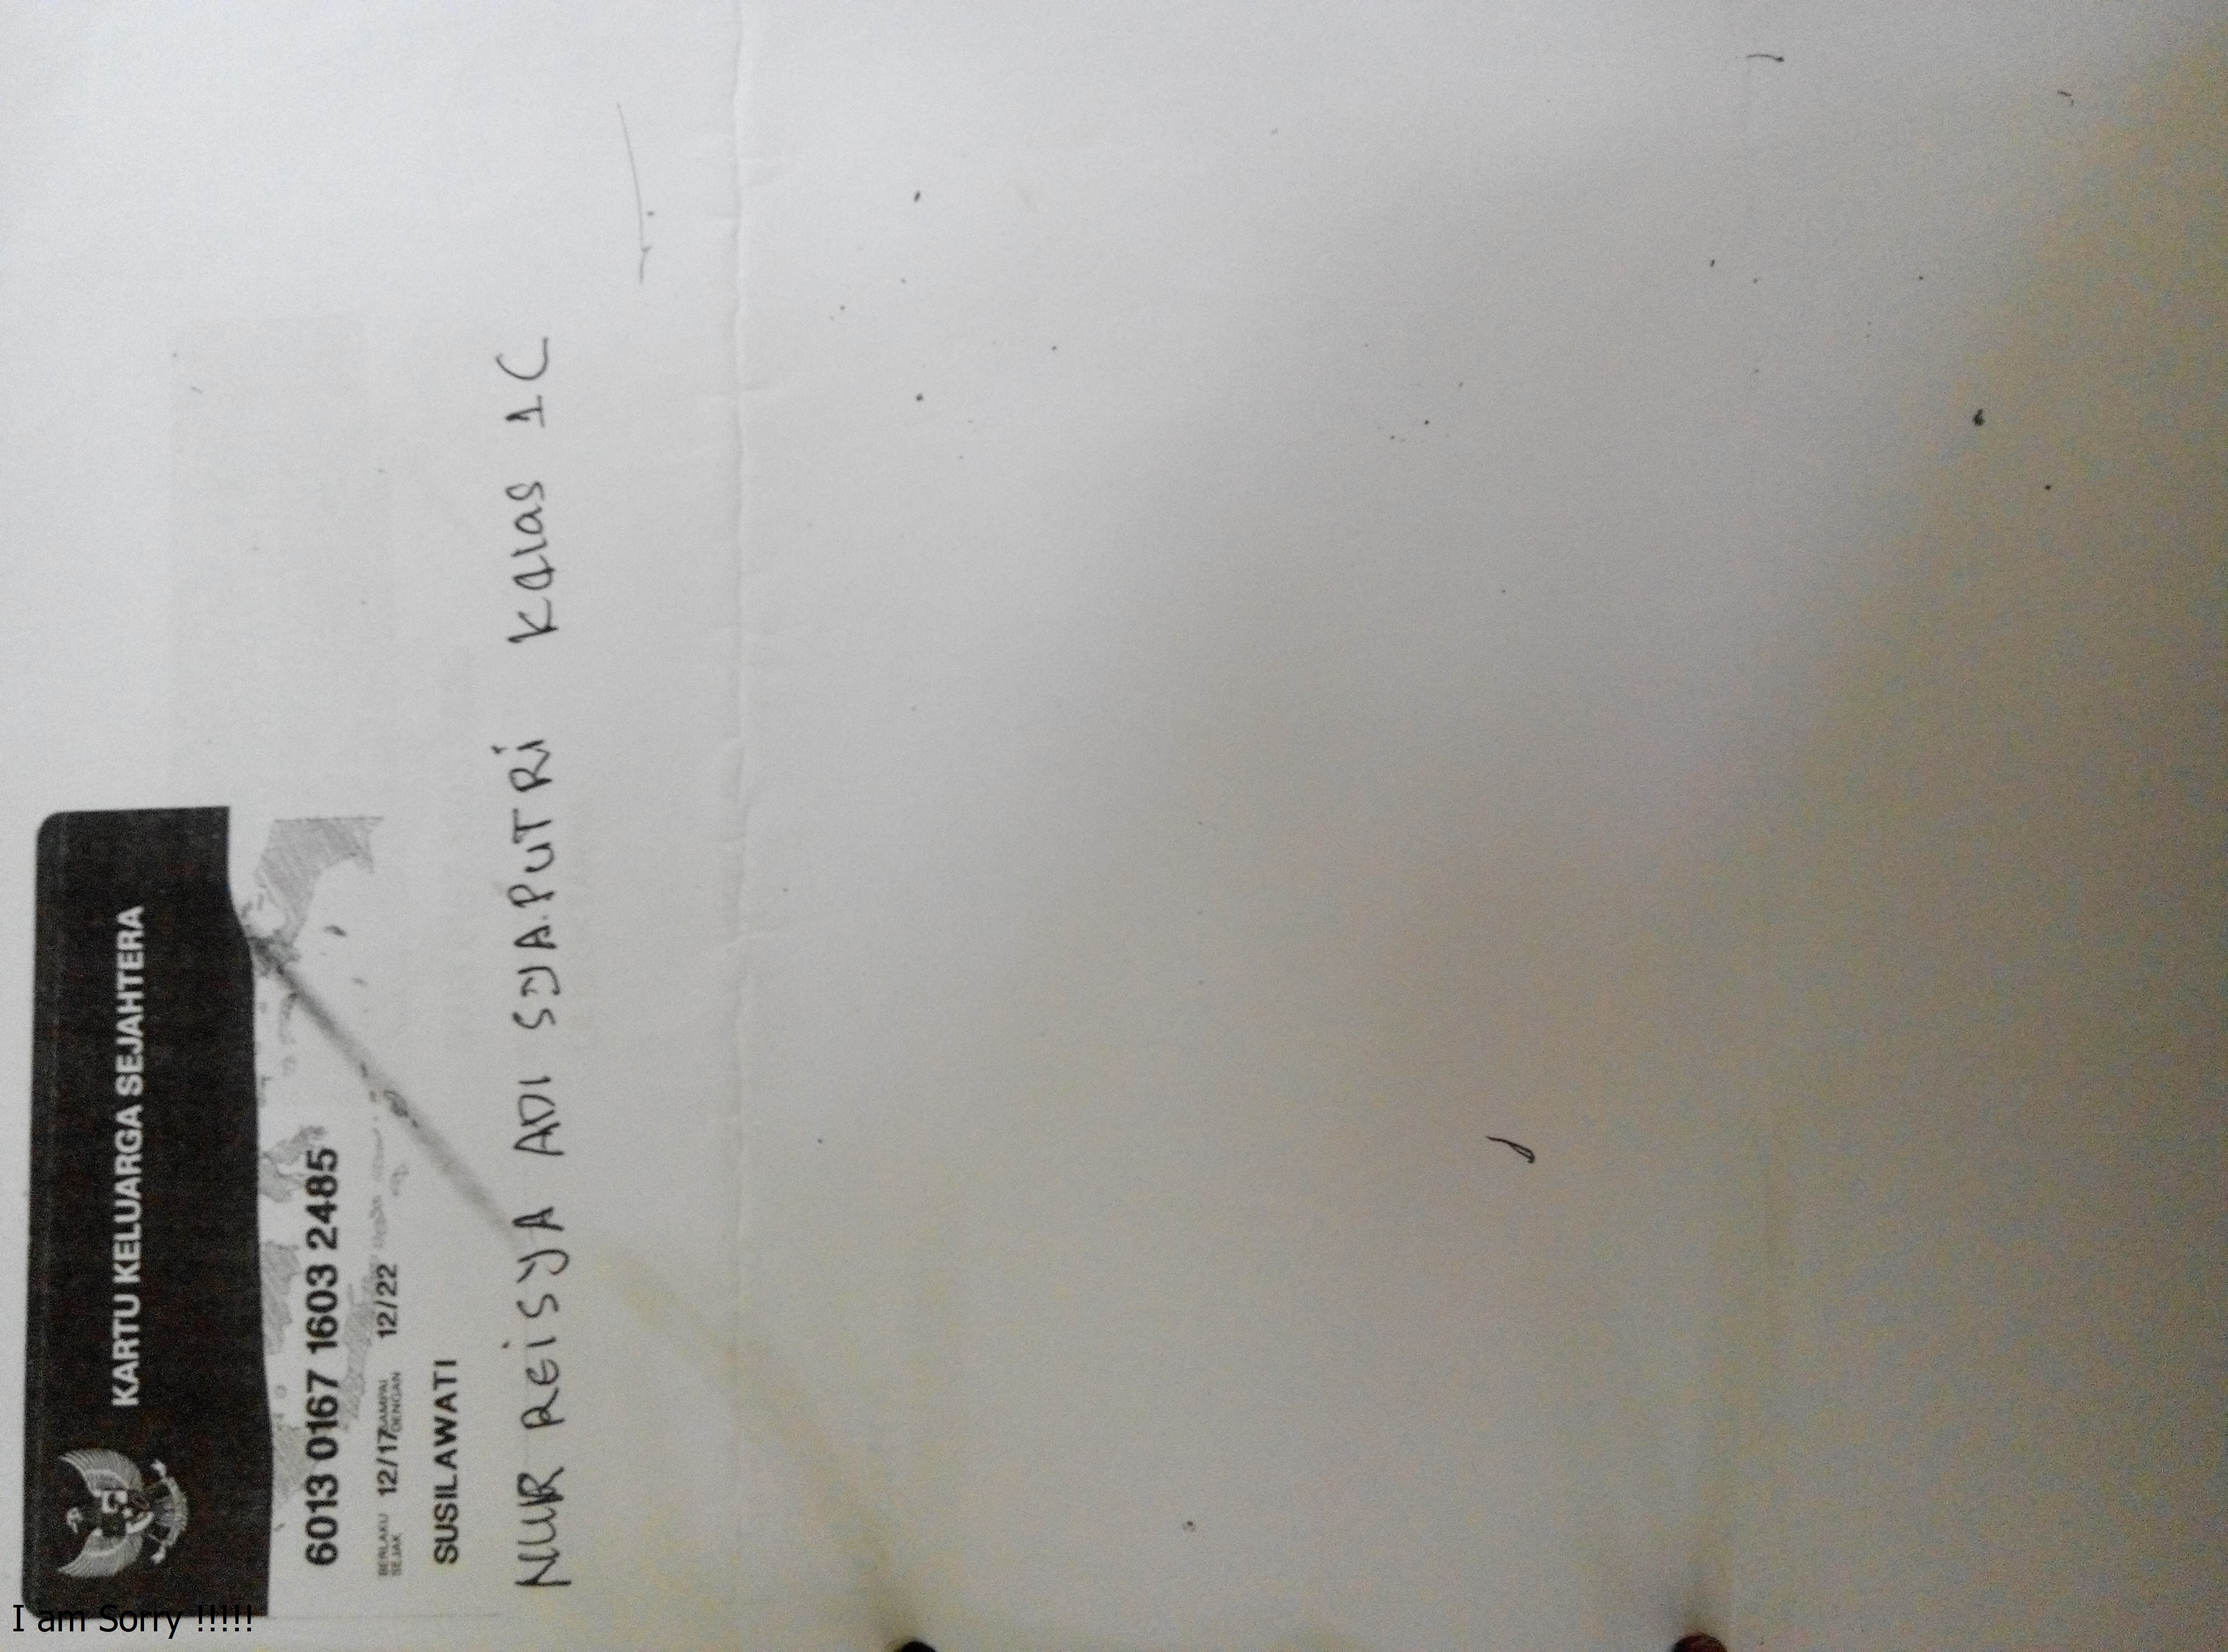 KARTU KELUARGA SEJAHTERA
6013 0167 1603 2485
BERLAKU SEJAK 12/17 SAMPAI DENGAN 12/22
SUSILAWATI
NUR REISYA ADI SYAPUTRI Kelas 1C
I am Sorry !!!!!